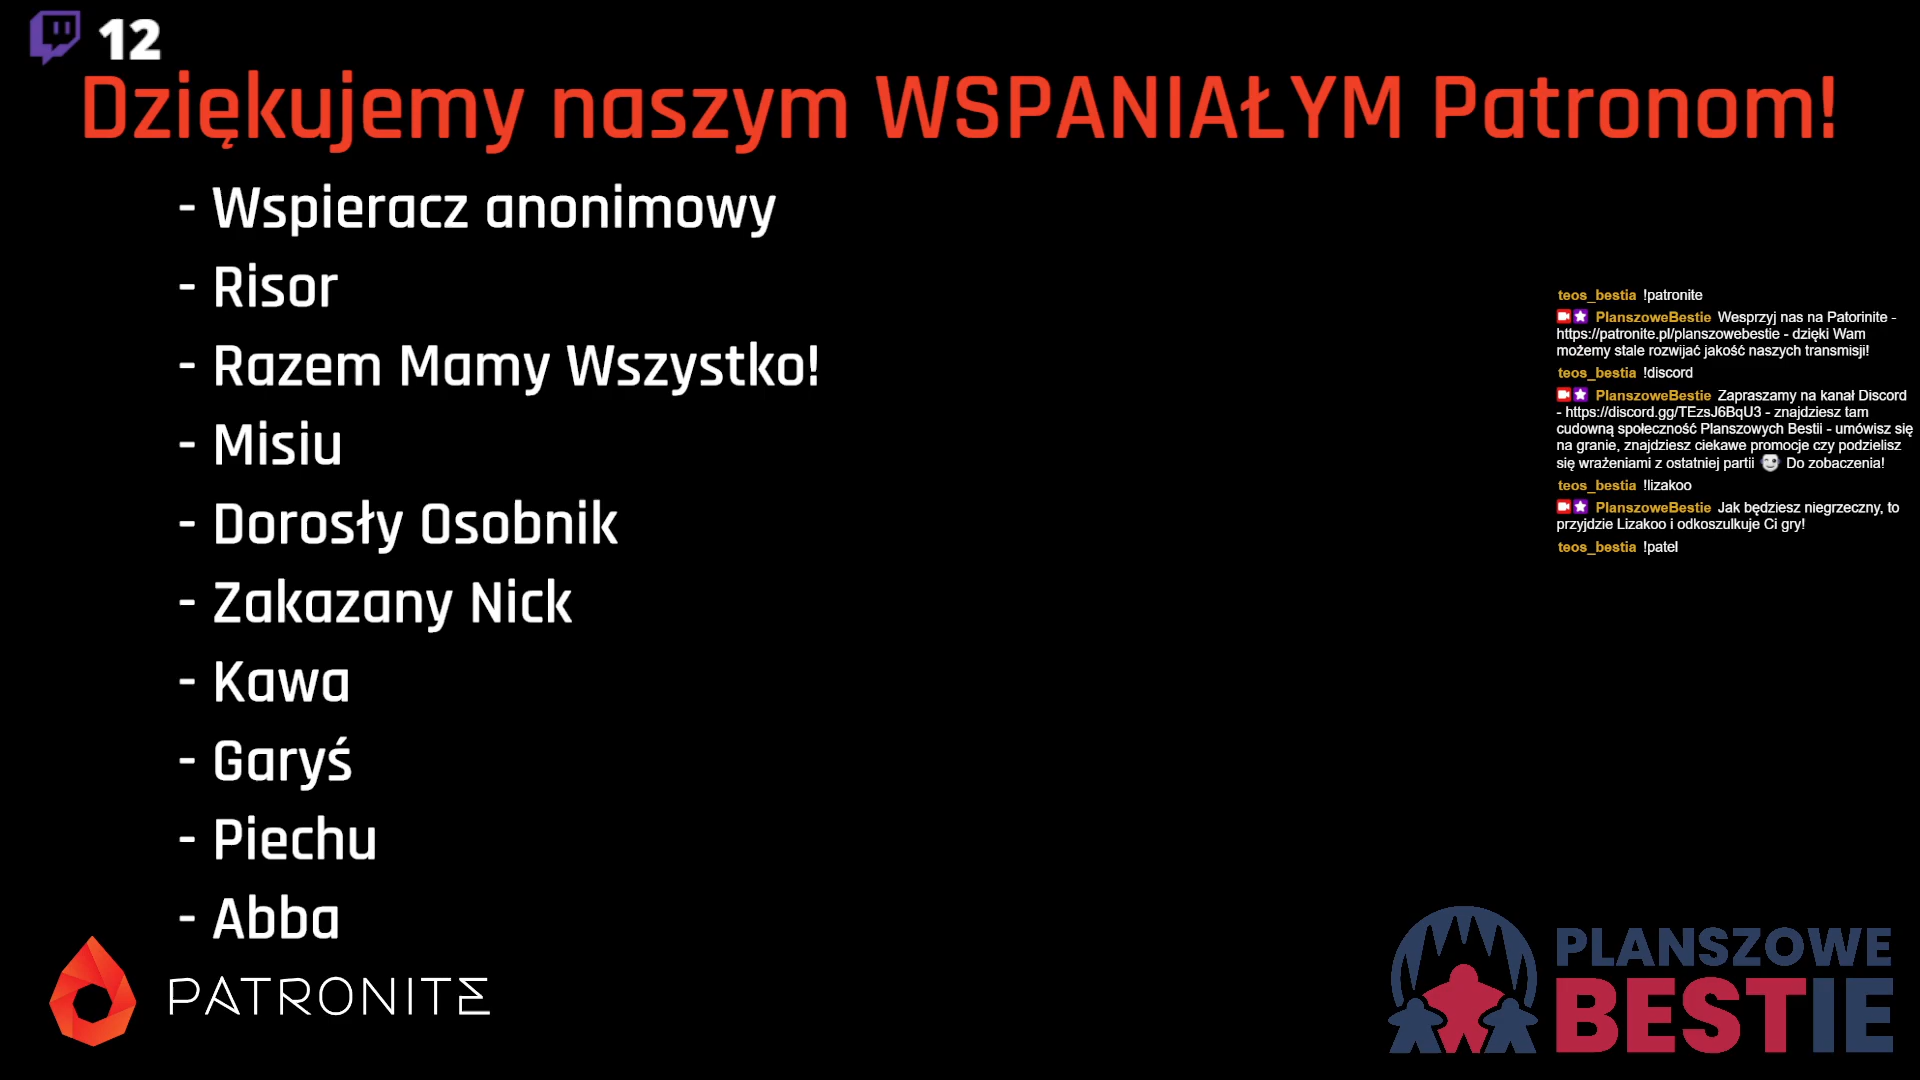 12
Dziękujemy naszym WSPANIAŁYM Patronom!
- Wspieracz anonimowy
- Risor
- Razem Mamy Wszystko!
- Misiu
- Dorosły Osobnik
- Zakazany Nick
- Kawa
- Garyś
- Piechu
- Abba
PATRONITE
teos_bestia !patronite
PlanszoweBestie Wesprzyj nas na Patorinite -
https://patronite.pl/planszowebestie - dzięki Wam
możemy stale rozwijać jakość naszych transmisji!
teos_bestia !discord
PlanszoweBestie Zapraszamy na kanał Discord
- https://discord.gg/TEzsJ6BqU3 - znajdziesz tam
cudowną społeczność Planszowych Bestii - umówisz się
na granie, znajdziesz ciekawe promocje czy podzielisz
się wrażeniami z ostatniej partii Do zobaczenia!
teos_bestia !lizakoo
PlanszoweBestie Jak będziesz niegrzeczny, to
przyjdzie Lizakoo i odkoszulkuje Ci gry!
teos_bestia !patel
PLANSZOWE
BESTIE